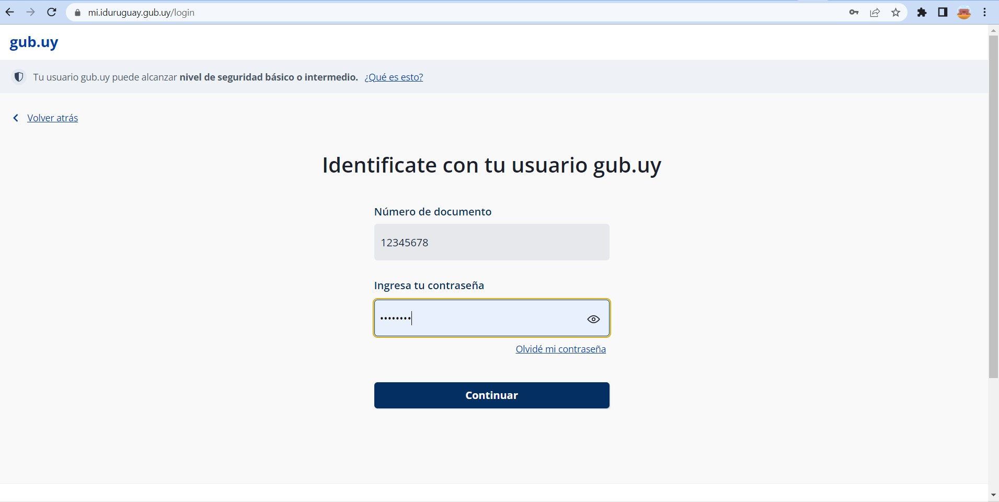 mi.iduruguay.gub.uy/login
gub.uy
Tu usuario gub.uy puede alcanzar nivel de seguridad básico o intermedio. ¿Qué es esto?
Volver atrás
Identificate con tu usuario gub.uy
Número de documento
12345678
Ingresa tu contraseña
••••••••
Olvidé mi contraseña
Continuar